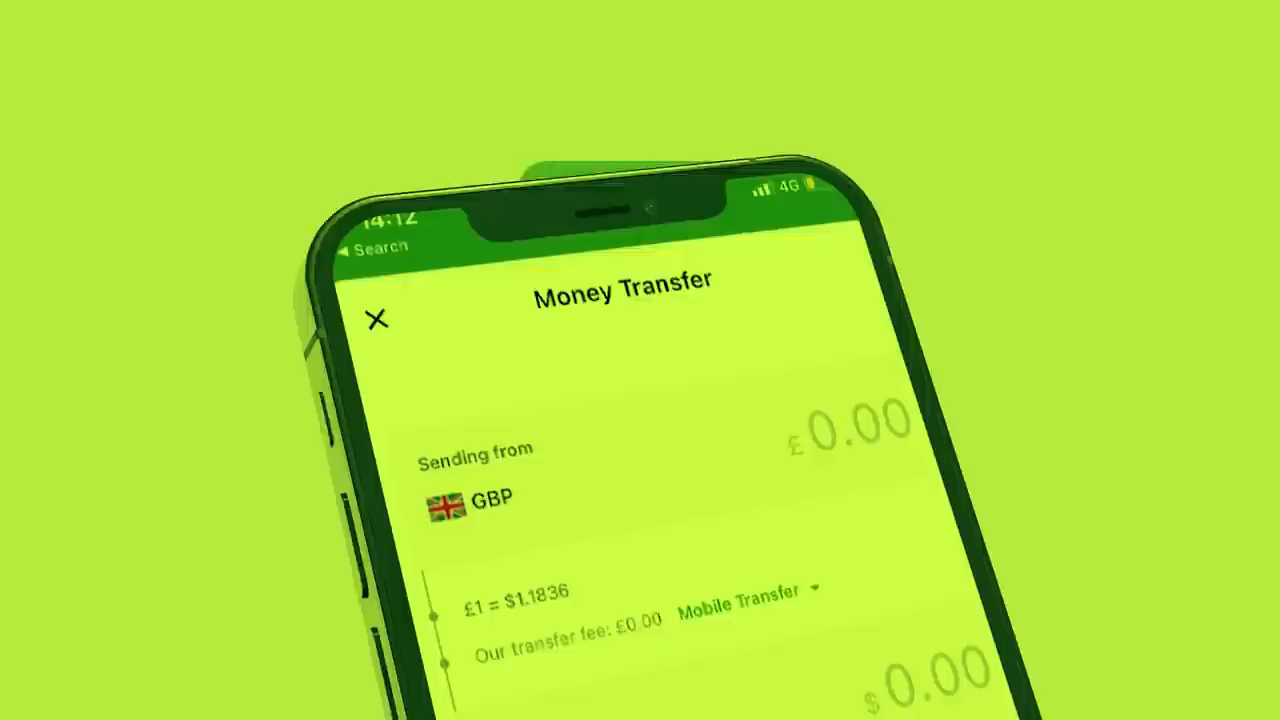 14:12
4G
Search
Money Transfer
Sending from
£0.00
GBP
£1 = $1.1836
Our transfer fee: £0.00 Mobile Transfer
$0.00